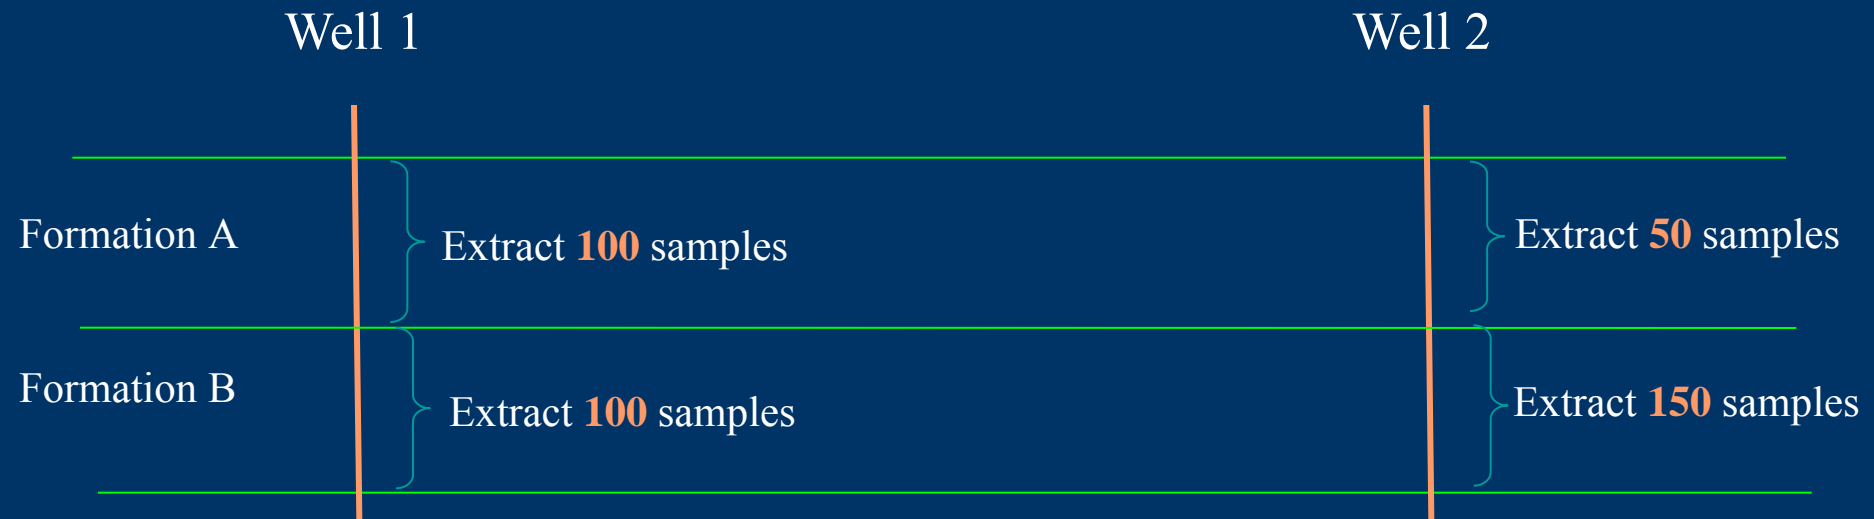 Well 1
Well 2
Formation A
Extract 100 samples
Extract 50 samples
Formation B
Extract 100 samples
Extract 150 samples